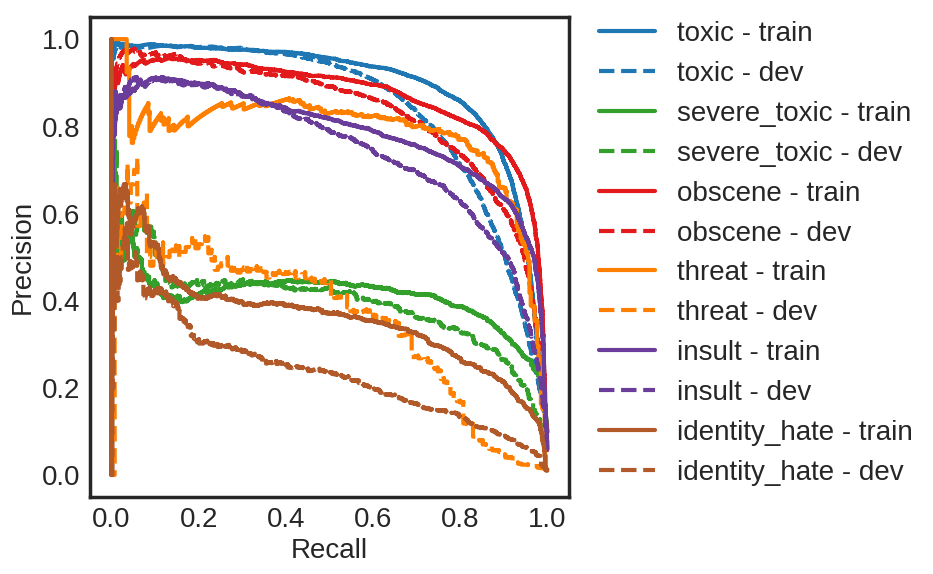 1.0
0.8
0.6
0.4
0.2
0.0
Precision
0.0 0.2 0.4 0.6 0.8 1.0
Recall
toxic - train
toxic - dev
severe_toxic - train
severe_toxic - dev
obscene - train
obscene - dev
threat - train
threat - dev
insult - train
insult - dev
identity_hate - train
identity_hate - dev